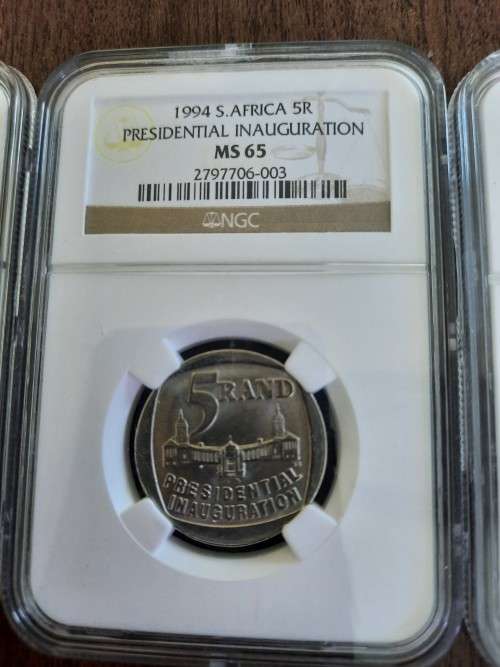 1994 S.AFRICA 5R
PRESIDENTIAL INAUGURATION
MS 65
2797706-003
NGC
5 RAND
PRESIDENTIAL
INAUGURATION